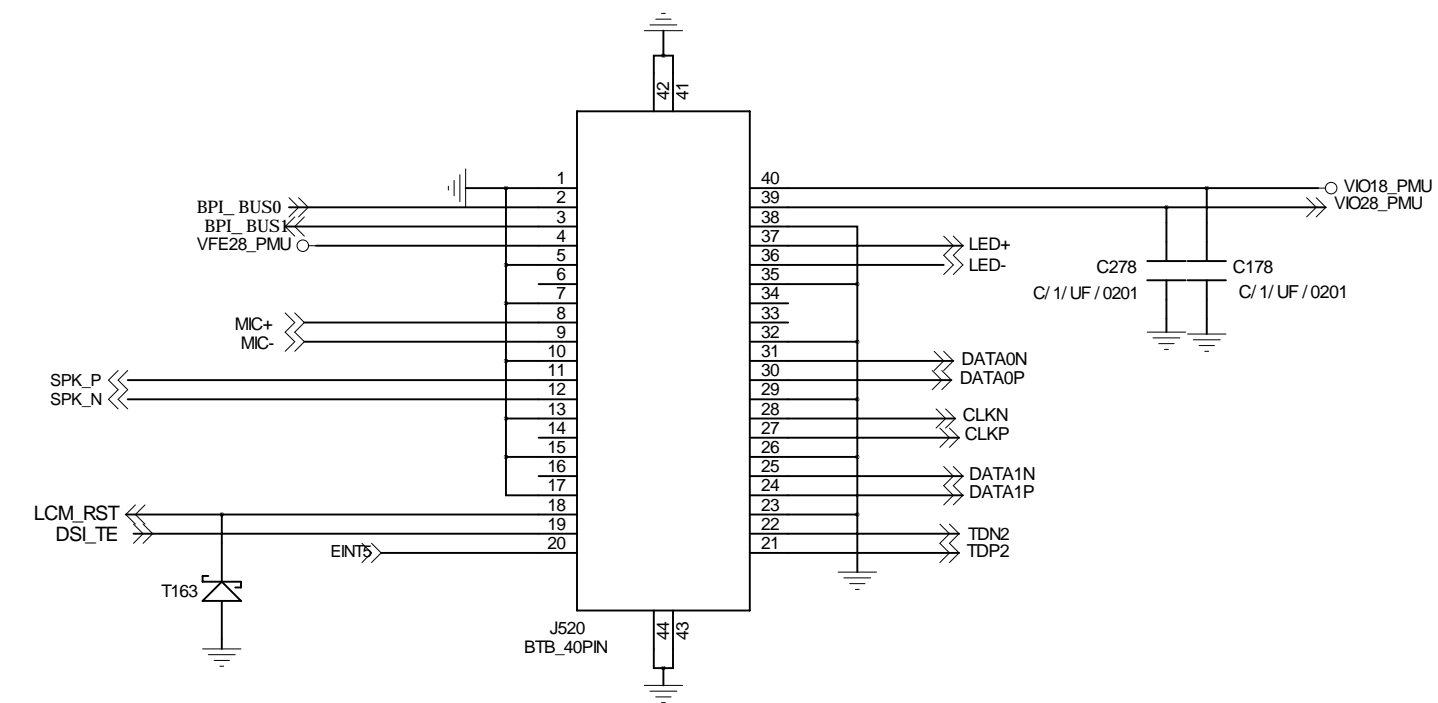 42
41
1
2
3
4
5
6
7
8
9
10
11
12
13
14
15
16
17
18
19
20
BPI_ BUS0
BPI_ BUS1
VFE28_PMU
MIC+
MIC-
SPK_P
SPK_N
LCM_RST
DSI_TE
EINT5
T163
40
39
38
37
36
35
34
33
32
31
30
29
28
27
26
25
24
23
22
21
VIO18_PMU
VIO28_PMU
LED+
LED-
C278
C/ 1/ UF / 0201
C178
C/ 1/ UF / 0201
DATA0N
DATA0P
CLKN
CLKP
DATA1N
DATA1P
TDN2
TDP2
44
43
J520
BTB_40PIN